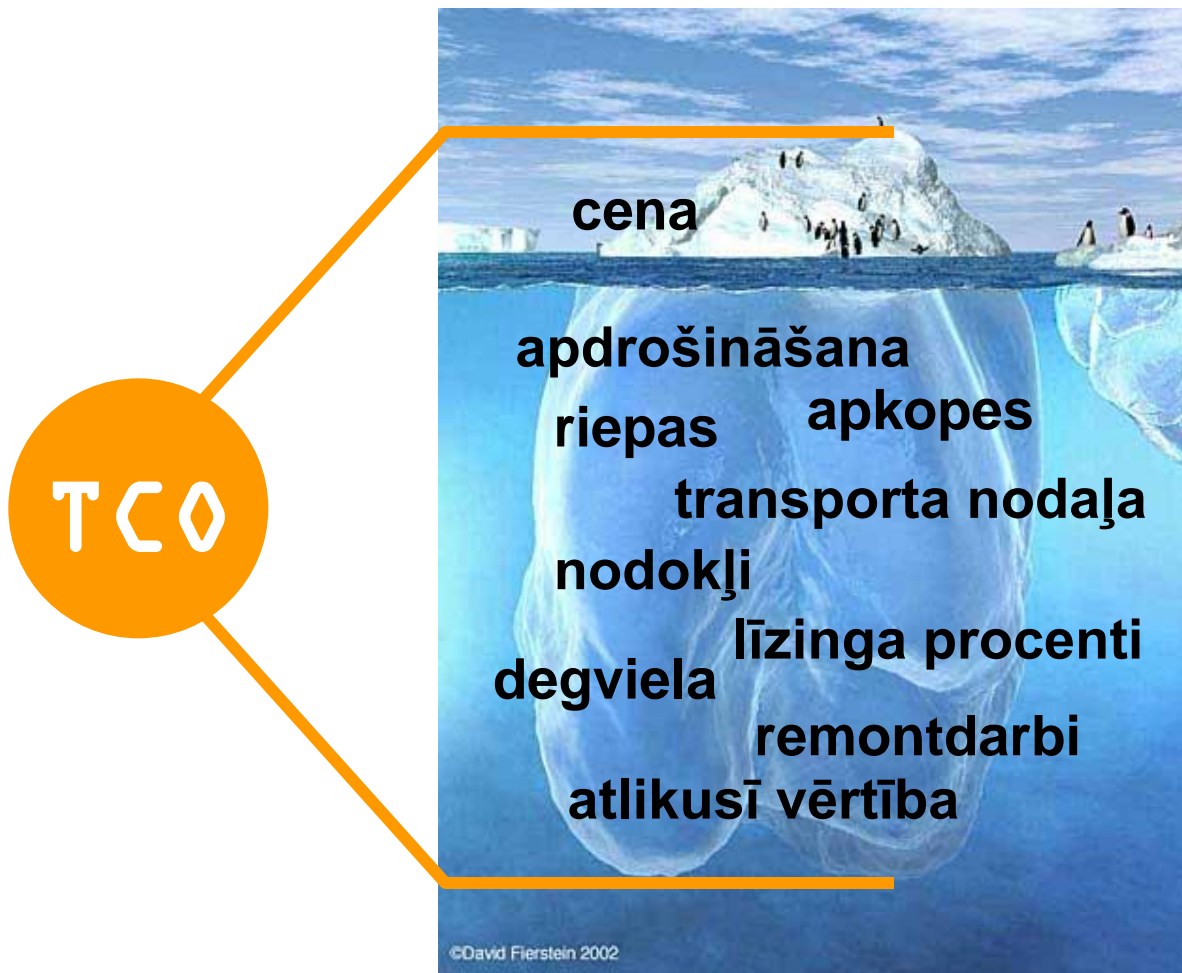 cena
apdrošināšana
riepas
apkopes
TCO
transporta nodaļa
nodokļi
līzinga procenti
degviela
remontdarbi
atlikusī vērtība
©David Fierstein 2002